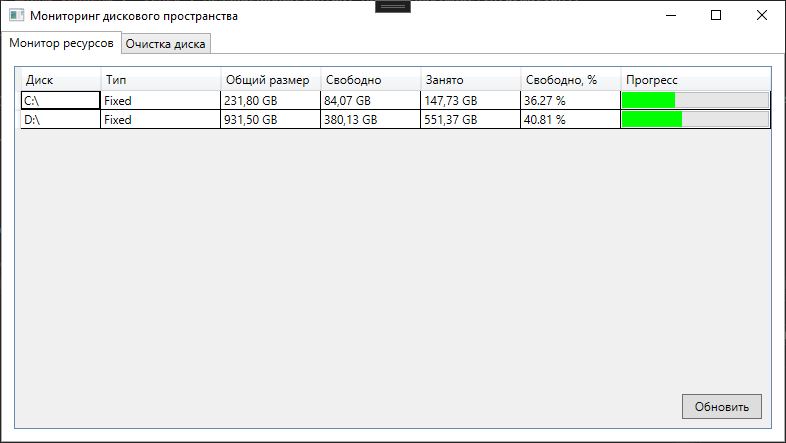 Мониторинг дискового пространства
Монитор ресурсов Очистка диска
Диск Тип Общий размер Свободно Занято Свободно, % Прогресс
C:\ Fixed 231,80 GB 84,07 GB 147,73 GB 36.27 %
D:\ Fixed 931,50 GB 380,13 GB 551,37 GB 40.81 %
Обновить